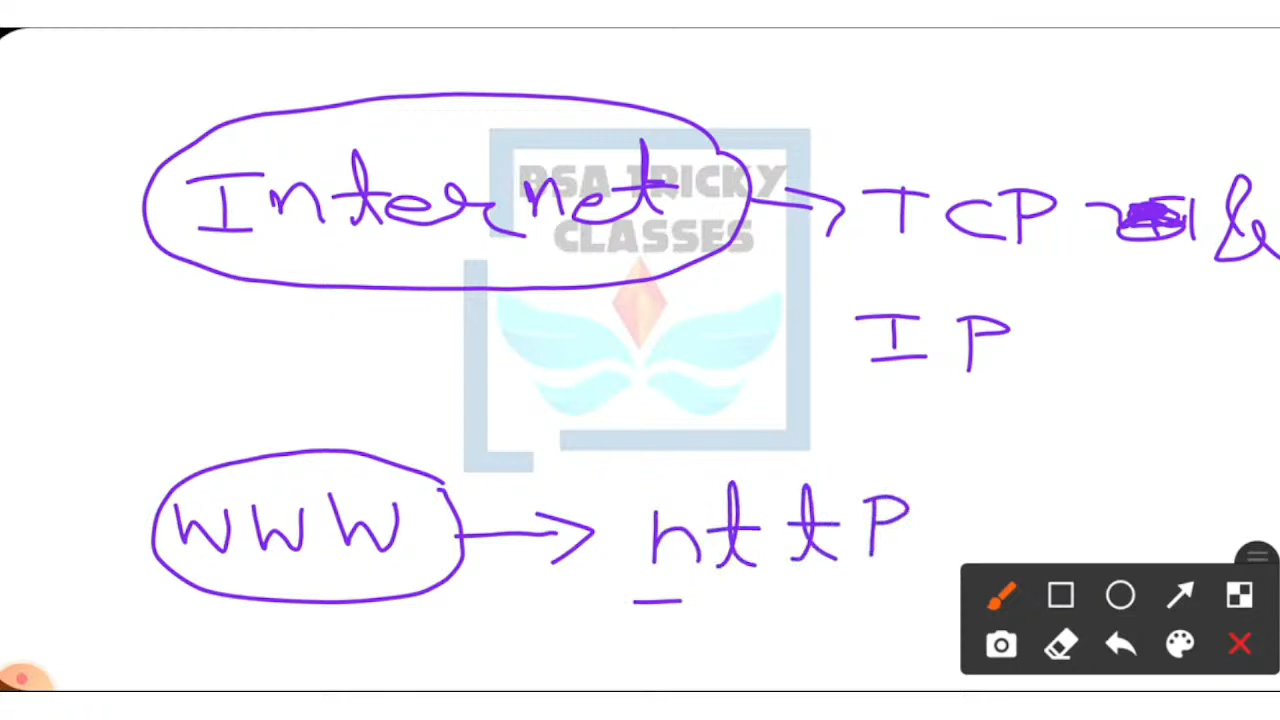 RSA TRICKY
CLASSES
Internet → TCP &
IP
WWW → http